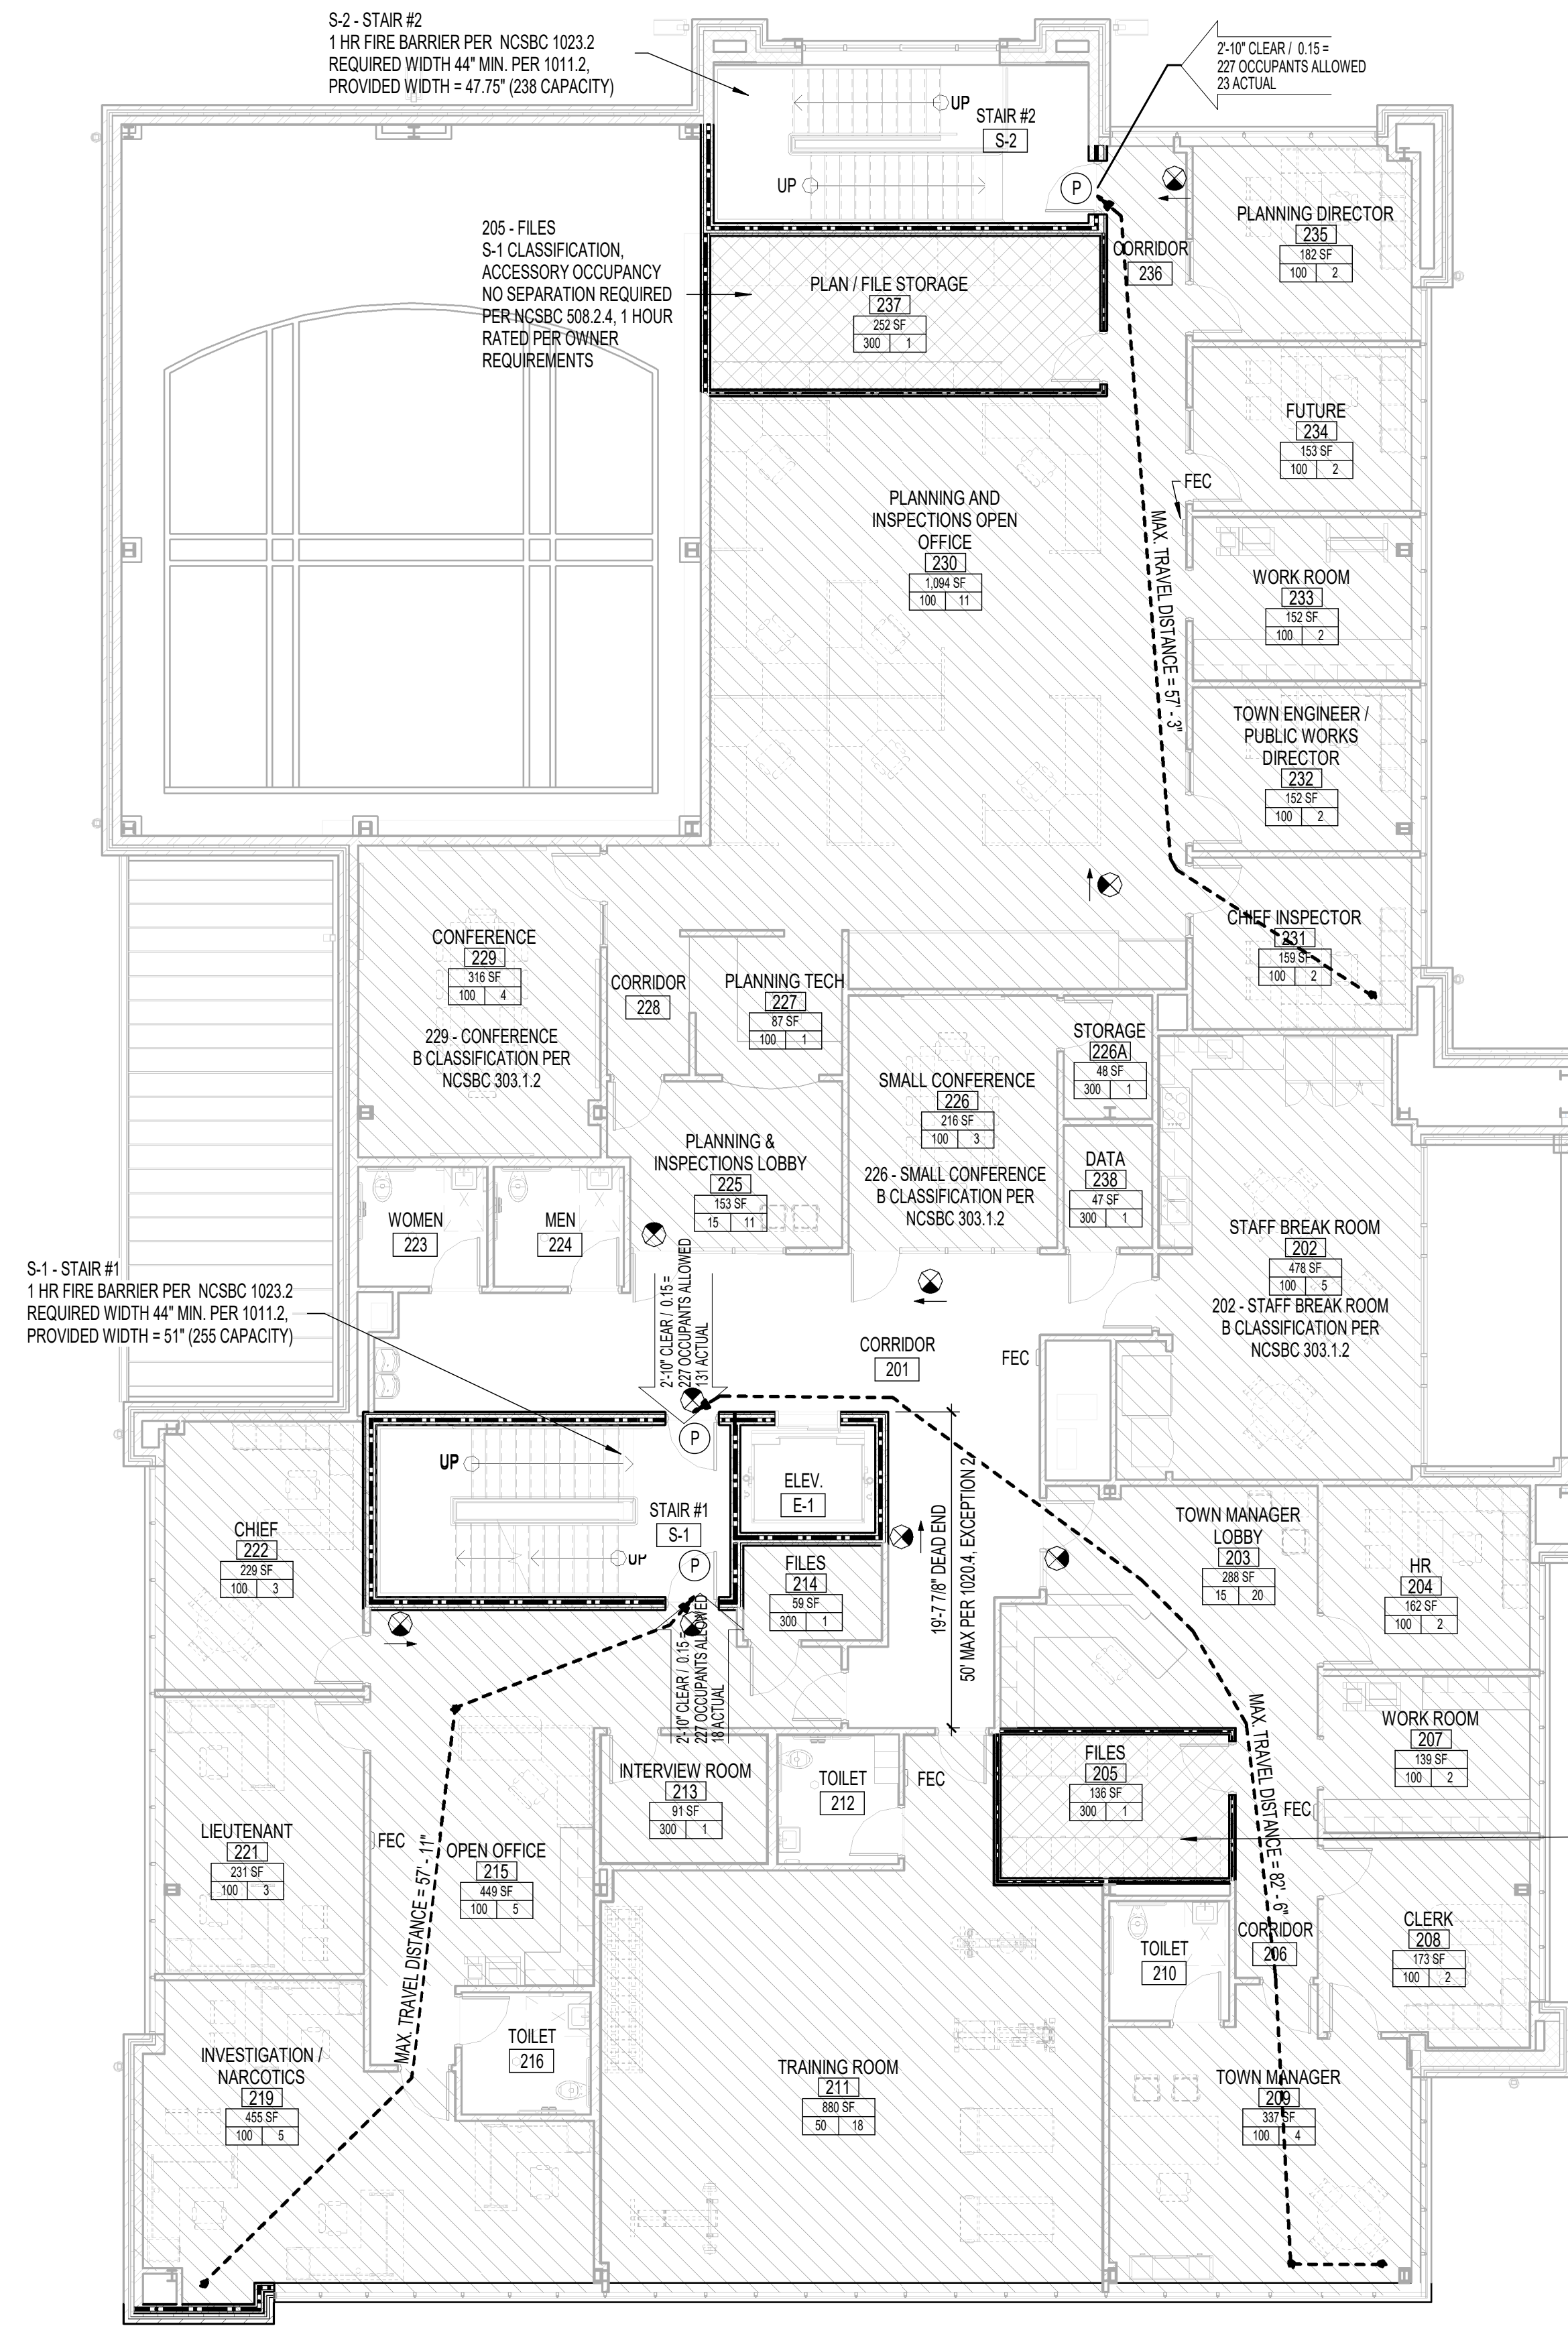 S-2 - STAIR #2
1 HR FIRE BARRIER PER NCSBC 1023.2
REQUIRED WIDTH 44" MIN. PER 1011.2,
PROVIDED WIDTH = 47.75" (238 CAPACITY)
2'-10" CLEAR / 0.15 =
227 OCCUPANTS ALLOWED
23 ACTUAL
UP
STAIR #2
S-2
UP
P
205 - FILES
S-1 CLASSIFICATION,
ACCESSORY OCCUPANCY
NO SEPARATION REQUIRED
PER NCSBC 508.2.4, 1 HOUR
RATED PER OWNER
REQUIREMENTS
PLAN / FILE STORAGE
237
252 SF
300 1
CORRIDOR
236
PLANNING DIRECTOR
235
182 SF
100 2
FUTURE
234
153 SF
100 2
FEC
PLANNING AND
INSPECTIONS OPEN
OFFICE
230
1,094 SF
100 11
MAX. TRAVEL DISTANCE = 57' - 3"
WORK ROOM
233
152 SF
100 2
TOWN ENGINEER /
PUBLIC WORKS
DIRECTOR
232
152 SF
100 2
CHIEF INSPECTOR
231
159 SF
100 2
CONFERENCE
229
316 SF
100 4
229 - CONFERENCE
B CLASSIFICATION PER
NCSBC 303.1.2
CORRIDOR
228
PLANNING TECH
227
87 SF
100 1
SMALL CONFERENCE
226
216 SF
100 3
226 - SMALL CONFERENCE
B CLASSIFICATION PER
NCSBC 303.1.2
STORAGE
226A
48 SF
300 1
DATA
238
47 SF
300 1
PLANNING &
INSPECTIONS LOBBY
225
153 SF
15 11
WOMEN
223
MEN
224
STAFF BREAK ROOM
202
478 SF
100 5
202 - STAFF BREAK ROOM
B CLASSIFICATION PER
NCSBC 303.1.2
S-1 - STAIR #1
1 HR FIRE BARRIER PER NCSBC 1023.2
REQUIRED WIDTH 44" MIN. PER 1011.2,
PROVIDED WIDTH = 51" (255 CAPACITY)
2'-10" CLEAR / 0.15 =
227 OCCUPANTS ALLOWED
131 ACTUAL
CORRIDOR
201
FEC
P
UP
STAIR #1
S-1
UP
P
ELEV.
E-1
FILES
214
59 SF
300 1
19'-7 7/8" DEAD END
50' MAX PER 1020.4, EXCEPTION 2
TOWN MANAGER
LOBBY
203
288 SF
15 20
HR
204
162 SF
100 2
CHIEF
222
229 SF
100 3
2'-10" CLEAR / 0.15 =
227 OCCUPANTS ALLOWED
18 ACTUAL
LIEUTENANT
221
231 SF
100 3
FEC
MAX. TRAVEL DISTANCE = 57' - 11"
OPEN OFFICE
215
449 SF
100 5
INTERVIEW ROOM
213
91 SF
300 1
TOILET
212
FEC
FILES
205
136 SF
300 1
MAX. TRAVEL DISTANCE = 82' - 6"
FEC
WORK ROOM
207
139 SF
100 2
CLERK
208
173 SF
100 2
CORRIDOR
206
TOILET
210
INVESTIGATION /
NARCOTICS
219
455 SF
100 5
TOILET
216
TRAINING ROOM
211
880 SF
50 18
TOWN MANAGER
209
337 SF
100 4